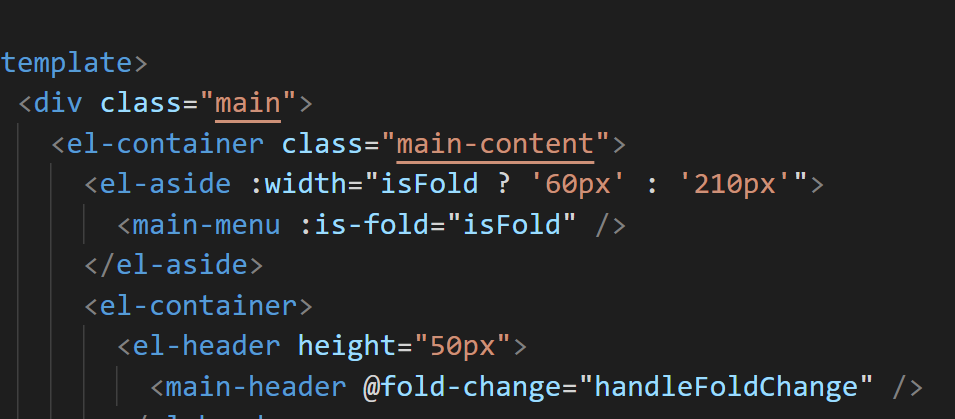 template>
<div class="main">
<el-container class="main-content">
<el-aside :width="isFold ? '60px' : '210px'">
<main-menu :is-fold="isFold" />
</el-aside>
<el-container>
<el-header height="50px">
<main-header @fold-change="handleFoldChange" />